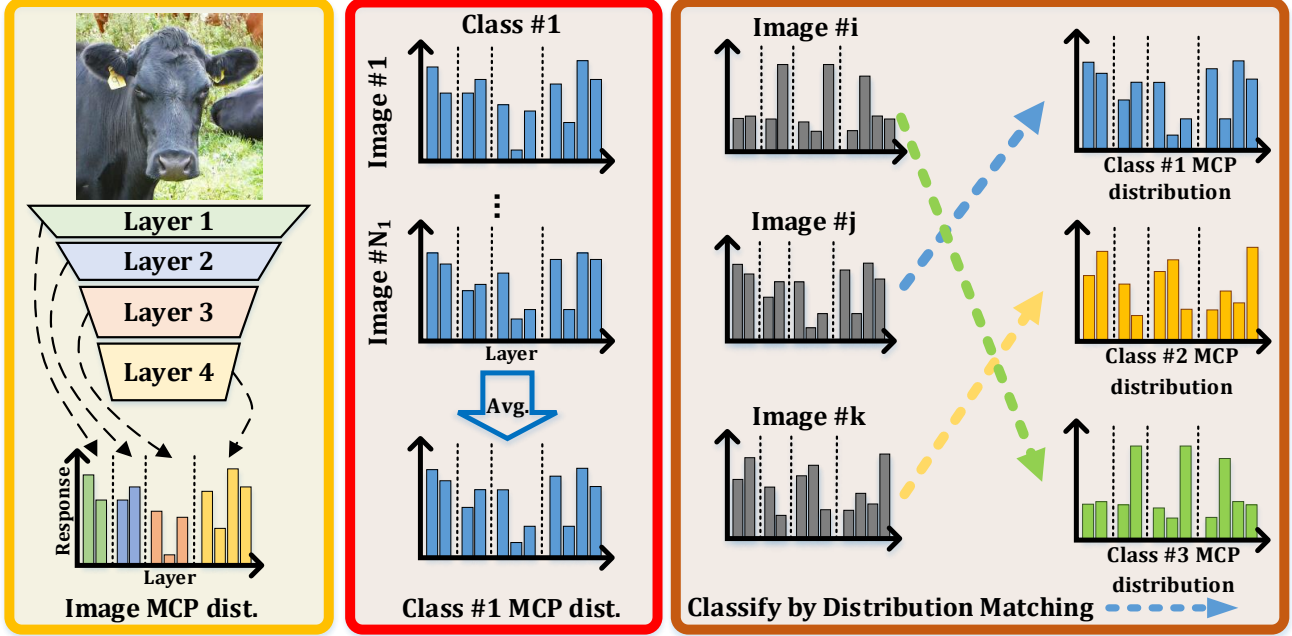 Layer 1
Layer 2
Layer 3
Layer 4
Response
Layer
Image MCP dist.
Class #1
Image #1
...
Image #N₁
Layer
Avg.
Class #1 MCP dist.
Image #i
Image #j
Image #k
Class #1 MCP
distribution
Class #2 MCP
distribution
Class #3 MCP
distribution
Classify by Distribution Matching